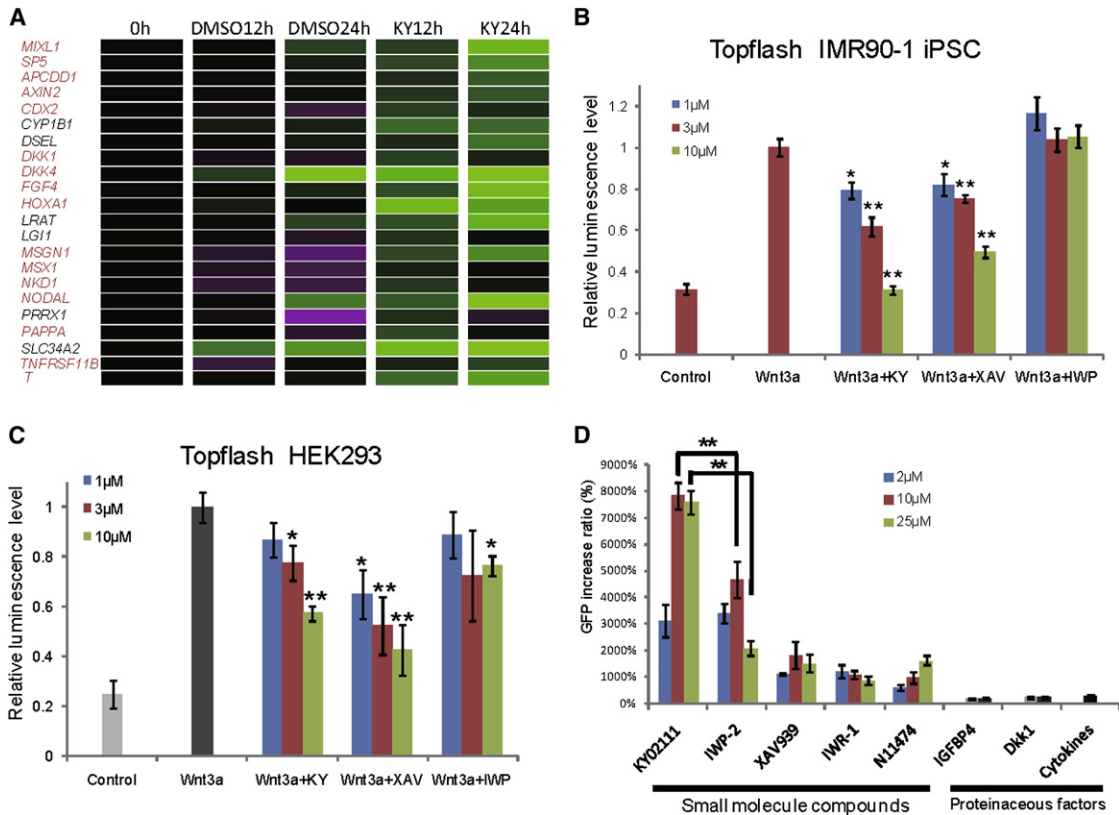 A
0h DMSO12h DMSO24h KY12h KY24h
MIXL1
SP5
APCDD1
AXIN2
CDX2
CYP1B1
DSEL
DKK1
DKK4
FGF4
HOXA1
LRAT
LGI1
MSGN1
MSX1
NKD1
NODAL
PRRX1
PAPPA
SLC34A2
TNFRSF11B
T
B
Topflash IMR90-1 iPSC
Relative luminescence level
1.2
1
0.8
0.6
0.4
0.2
0
1µM
3µM
10µM
* ** **
* ** **
Control Wnt3a Wnt3a+KY Wnt3a+XAV Wnt3a+IWP
C
Topflash HEK293
Relative luminescence level
1
0.8
0.6
0.4
0.2
0
1µM
3µM
10µM
* **
* ** **
*
Control Wnt3a Wnt3a+KY Wnt3a+XAV Wnt3a+IWP
D
GFP increase ratio (%)
9000%
8000%
7000%
6000%
5000%
4000%
3000%
2000%
1000%
0%
**
**
2µM
10µM
25µM
KY02111 IWP-2 XAV939 IWR-1 N11474 IGFBP4 Dkk1 Cytokines
Small molecule compounds Proteinaceous factors